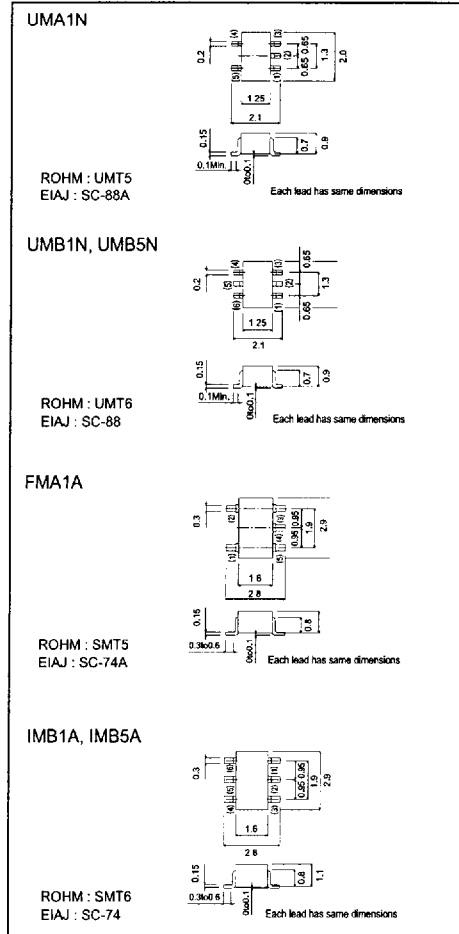 UMA1N
(4) (3)
0.2
(2)
0.65 0.65
1.3
2.0
(5) (1)
1.25
2.1
0.15
0.1Min.
0to0.1
0.7
0.9
ROHM : UMT5
EIAJ : SC-88A
Each lead has same dimensions
UMB1N, UMB5N
(4) (3)
0.65
0.2
(5) (2)
1.3
(6) (1)
0.65
1.25
2.1
0.15
0.1Min.
0to0.1
0.7
0.9
ROHM : UMT6
EIAJ : SC-88
Each lead has same dimensions
FMA1A
0.3
(2) (3)
(4)
0.95 0.95
1.9
2.9
(1) (5)
1.6
2.8
0.15
0.3to0.6
0to0.1
0.8
ROHM : SMT5
EIAJ : SC-74A
Each lead has same dimensions
IMB1A, IMB5A
0.3
(6) (1)
(5) (2)
(4) (3)
0.95 0.95
1.9
2.9
1.6
2.8
0.15
0.3to0.6
0to0.1
0.8
1.1
ROHM : SMT6
EIAJ : SC-74
Each lead has same dimensions